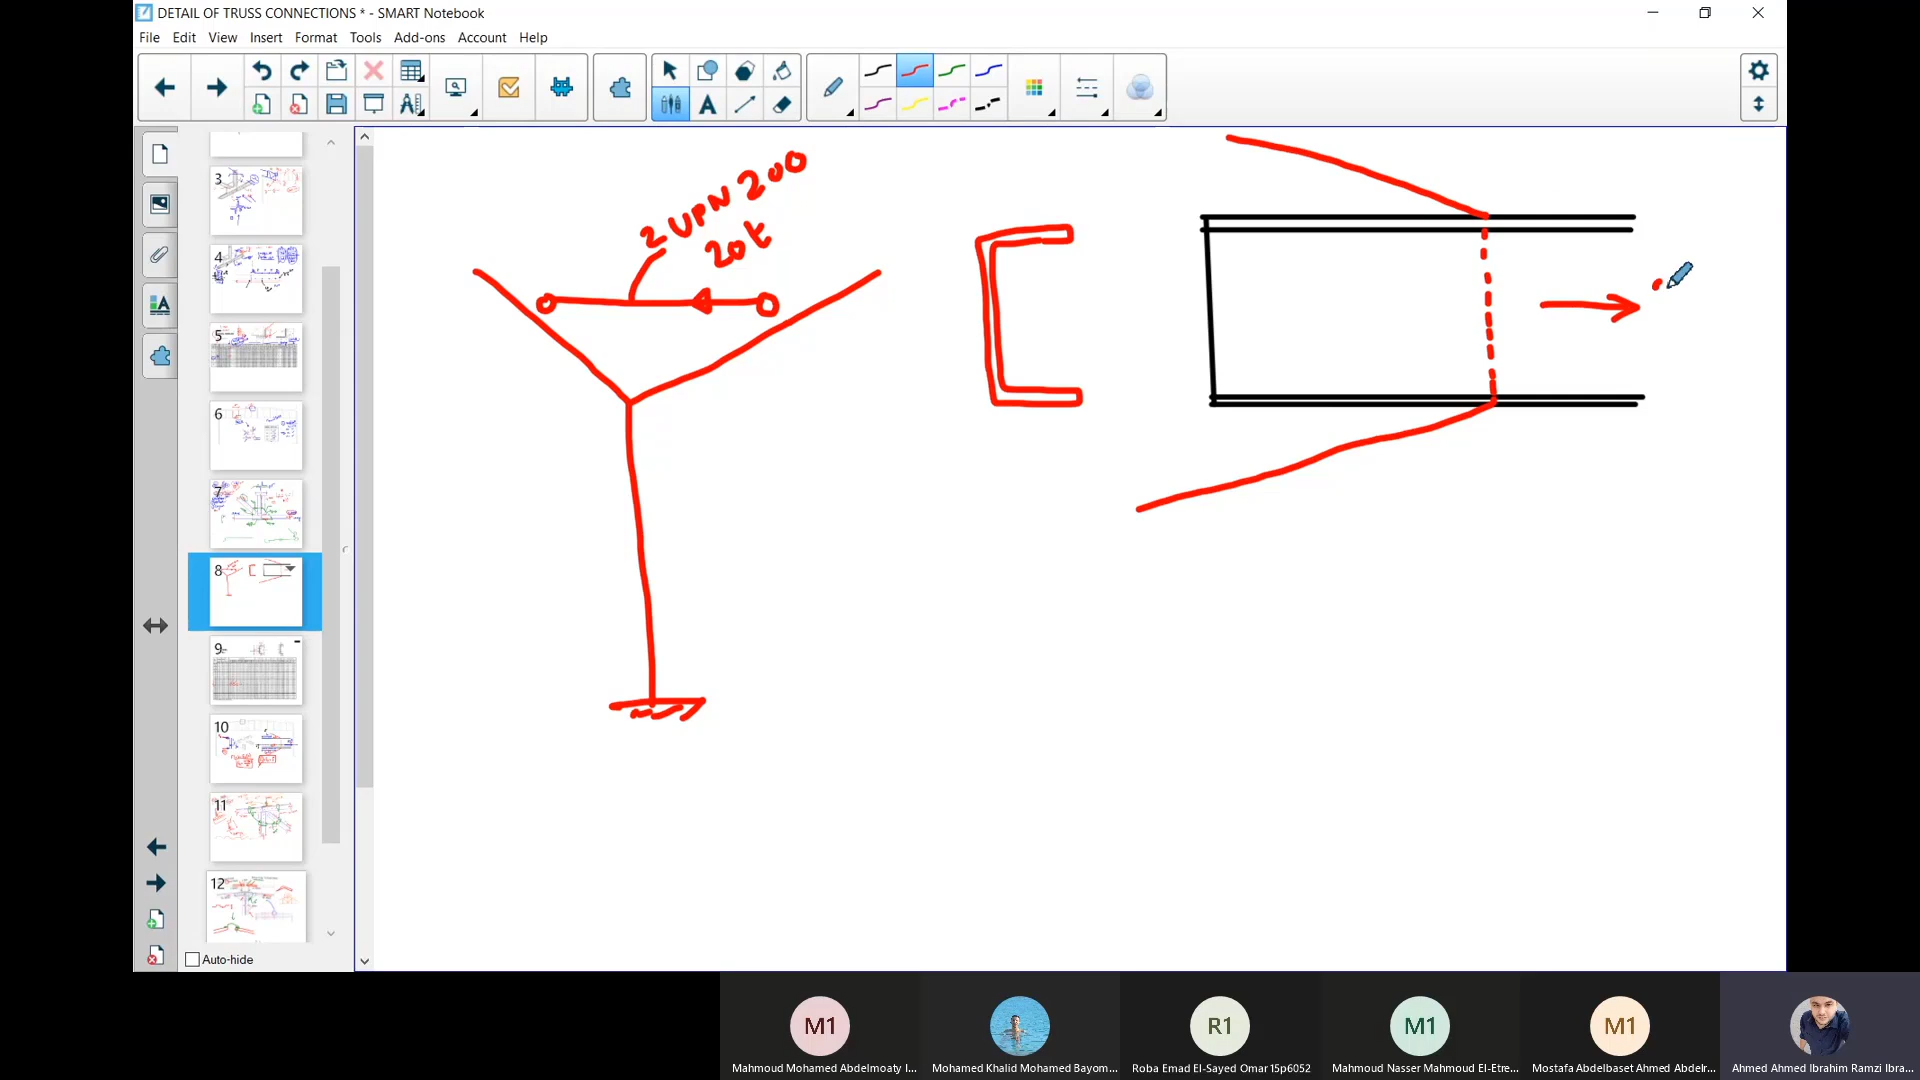 DETAIL OF TRUSS CONNECTIONS * - SMART Notebook
File Edit View Insert Format Tools Add-ons Account Help
2 UPN 200
20t
3
4
5
6
7
8
9
10
11
12
Auto-hide
M1
R1
M1
M1
Mahmoud Mohamed Abdelmoaty I...
Mohamed Khalid Mohamed Bayom...
Roba Emad El-Sayed Omar 15p6052
Mahmoud Nasser Mahmoud El-Etre...
Mostafa Abdelbaset Ahmed Abdelr...
Ahmed Ahmed Ibrahim Ramzi Ibra...